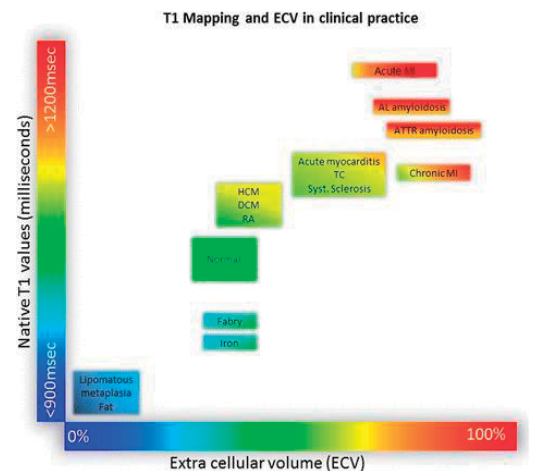 T1 Mapping and ECV in clinical practice
>1200msec
Native T1 values (milliseconds)
<900msec
Acute MI
AL amyloidosis
ATTR amyloidosis
Acute myocarditis
TC
Syst. Sclerosis
Chronic MI
HCM
DCM
RA
Normal
Fabry
Iron
Lipomatous
metaplasia
Fat
0%
100%
Extra cellular volume (ECV)